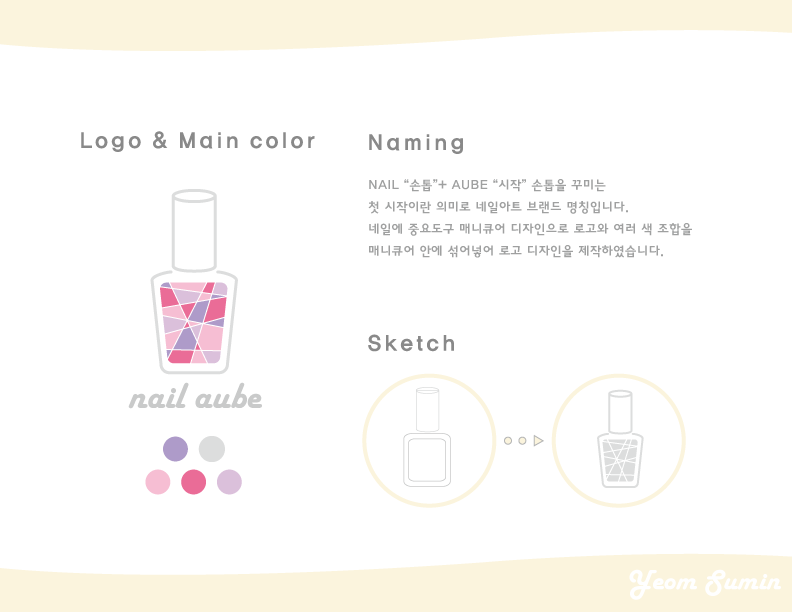 Logo & Main color
nail aube
Naming
NAIL “손톱”+ AUBE “시작” 손톱을 꾸미는
첫 시작이란 의미로 네일아트 브랜드 명칭입니다.
네일에 중요도구 매니큐어 디자인으로 로고와 여러 색 조합을
매니큐어 안에 섞어넣어 로고 디자인을 제작하였습니다.
Sketch
Yeom Sumin